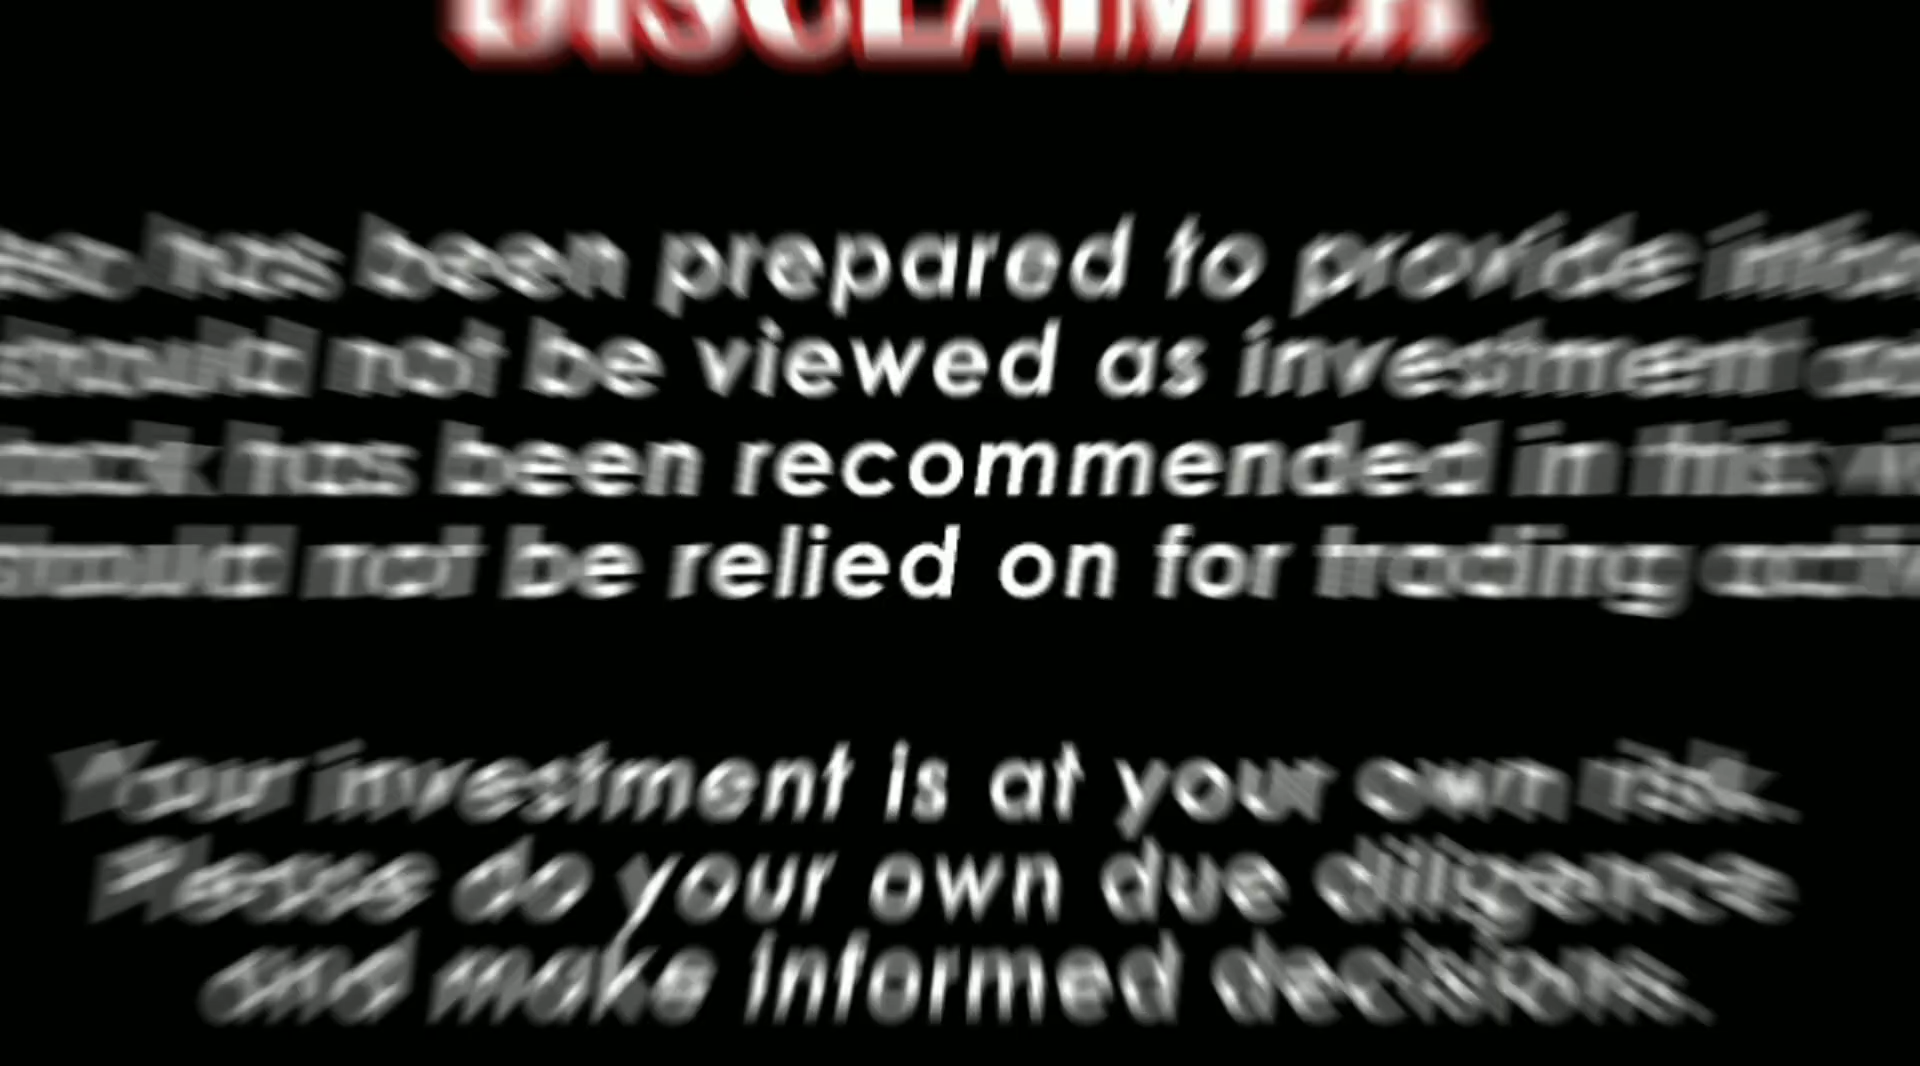 DISCLAIMER
has been prepared to provide
should not be viewed as investment
has been recommended in this
should not be relied on for trading
Your investment is at your own risk.
Please do your own due diligence
and make informed decisions.